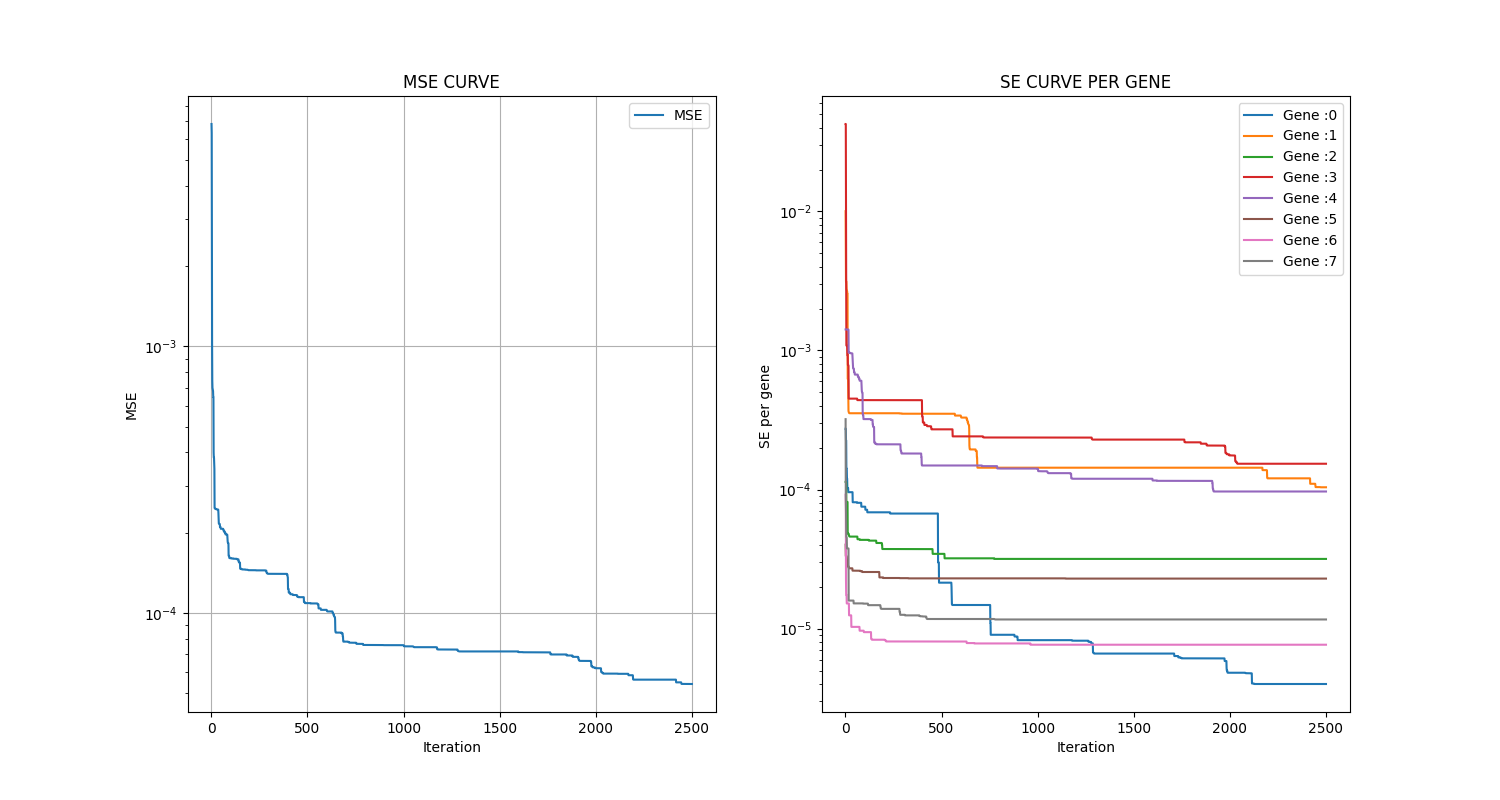 MSE CURVE
MSE
10⁻³
10⁻⁴
MSE
0 500 1000 1500 2000 2500
Iteration
SE CURVE PER GENE
Gene :0
Gene :1
Gene :2
Gene :3
Gene :4
Gene :5
Gene :6
Gene :7
10⁻²
10⁻³
10⁻⁴
10⁻⁵
SE per gene
0 500 1000 1500 2000 2500
Iteration